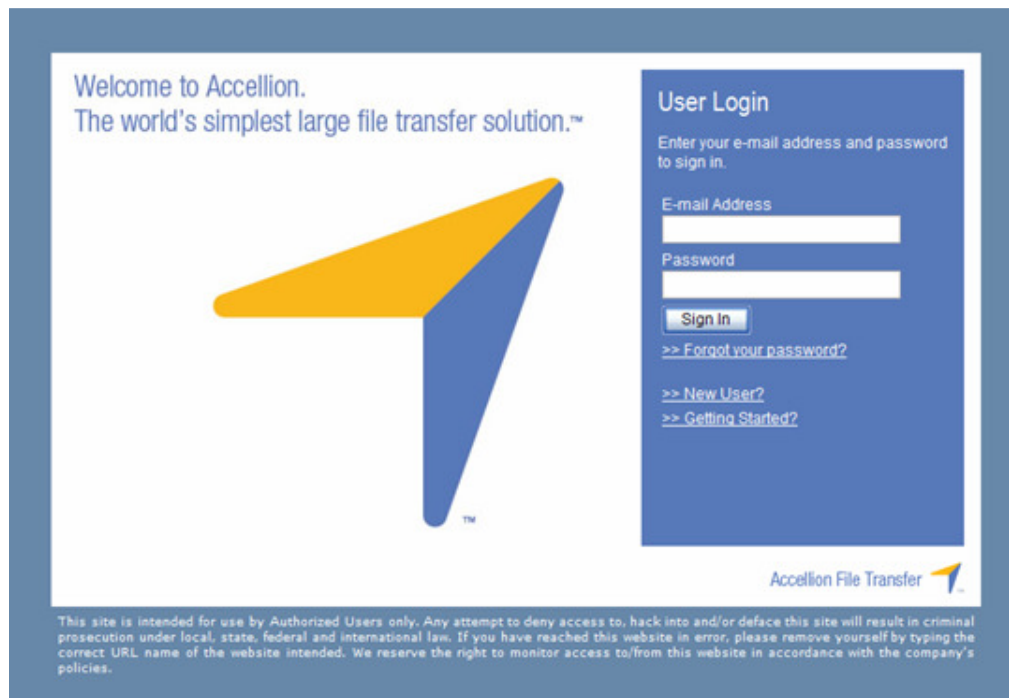 Welcome to Accellion.
The world's simplest large file transfer solution.™
™
User Login
Enter your e-mail address and password
to sign in.
E-mail Address
Password
Sign In
>> Forgot your password?
>> New User?
>> Getting Started?
Accellion File Transfer
This site is intended for use by Authorized Users only. Any attempt to deny access to, hack into and/or deface this site will result in criminal
prosecution under local, state, federal and international law. If you have reached this website in error, please remove yourself by typing the
correct URL name of the website intended. We reserve the right to monitor access to/from this website in accordance with the company's
policies.